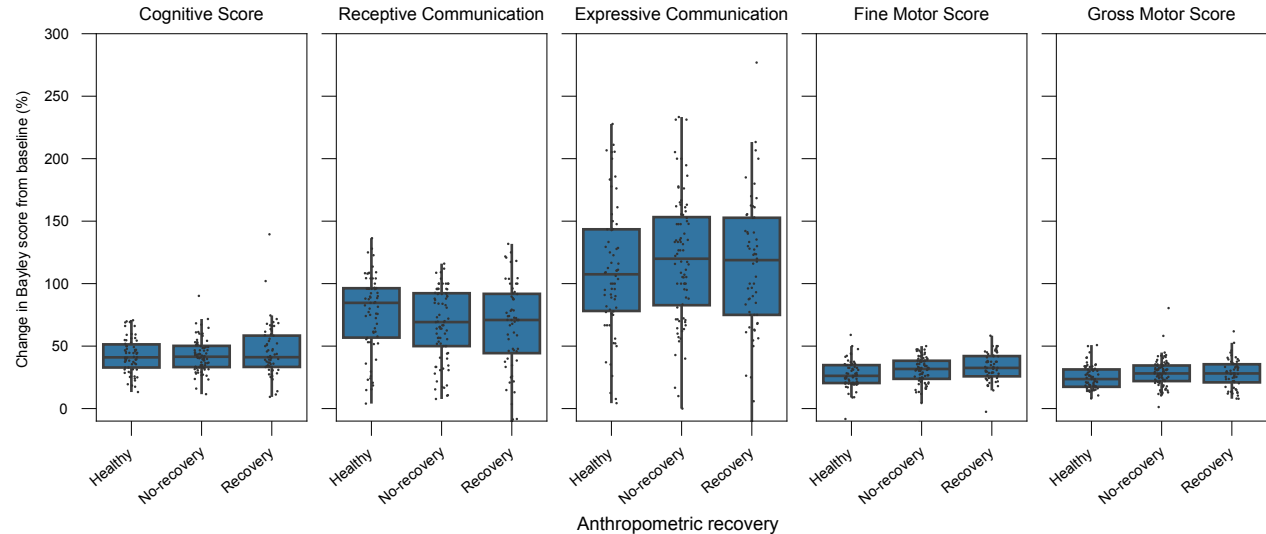 Cognitive Score Receptive Communication Expressive Communication Fine Motor Score Gross Motor Score
300
250
200
150
100
50
0
Change in Bayley score from baseline (%)
Healthy No-recovery Recovery Healthy No-recovery Recovery Healthy No-recovery Recovery Healthy No-recovery Recovery Healthy No-recovery Recovery
Anthropometric recovery